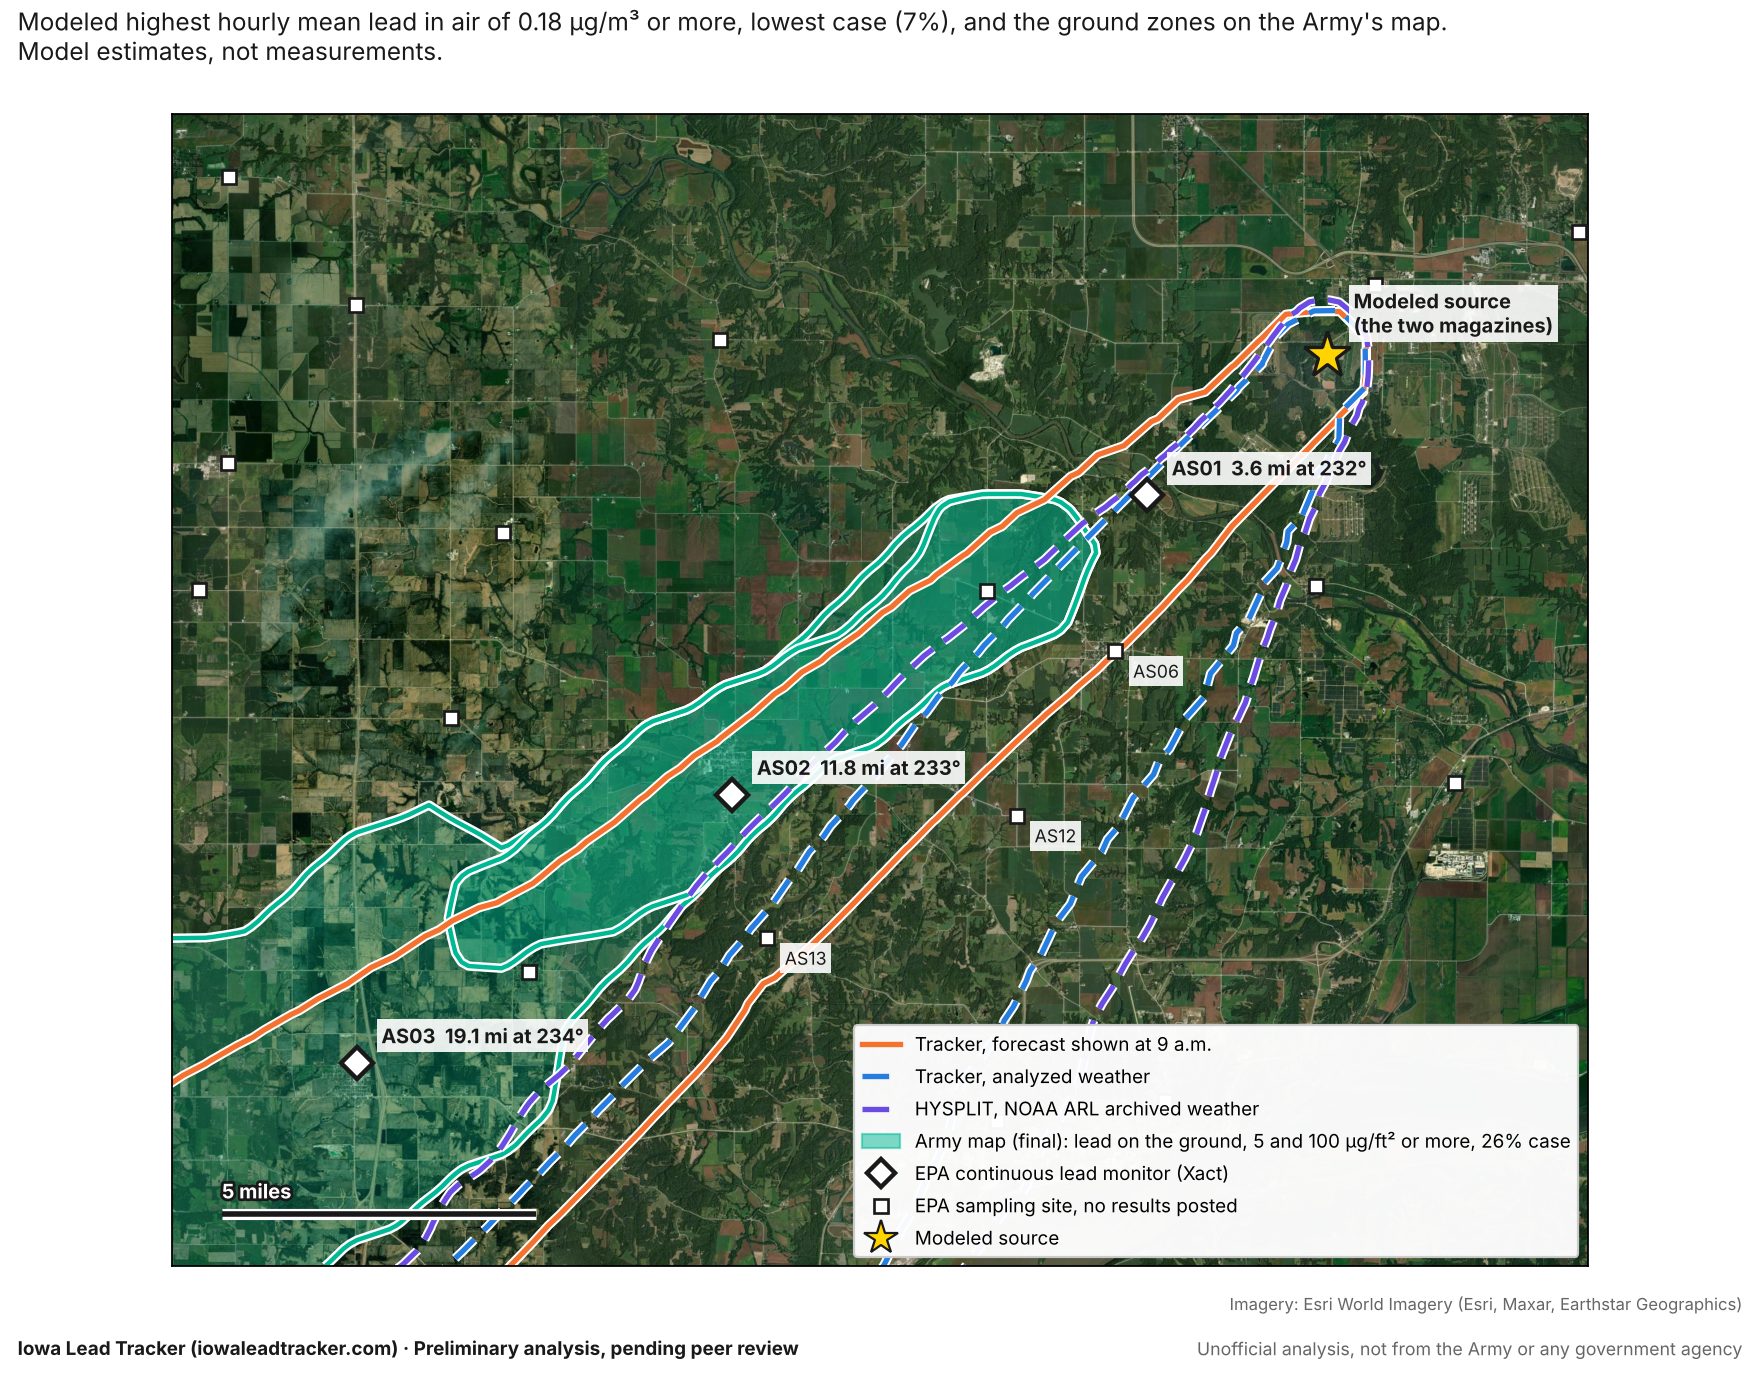 Modeled highest hourly mean lead in air of 0.18 µg/m³ or more, lowest case (7%), and the ground zones on the Army's map.
Model estimates, not measurements.
Modeled source
(the two magazines)
AS01 3.6 mi at 232°
AS06
AS02 11.8 mi at 233°
AS12
AS13
AS03 19.1 mi at 234°
5 miles
Tracker, forecast shown at 9 a.m.
Tracker, analyzed weather
HYSPLIT, NOAA ARL archived weather
Army map (final): lead on the ground, 5 and 100 µg/ft² or more, 26% case
EPA continuous lead monitor (Xact)
EPA sampling site, no results posted
Modeled source
Imagery: Esri World Imagery (Esri, Maxar, Earthstar Geographics)
Iowa Lead Tracker (iowaleadtracker.com) · Preliminary analysis, pending peer review
Unofficial analysis, not from the Army or any government agency